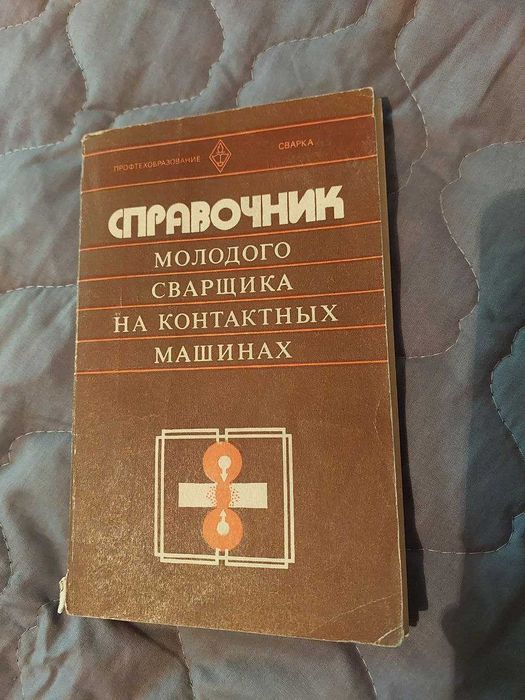 ПРОФТЕХОБРАЗОВАНИЕ СВАРКА
СПРАВОЧНИК
МОЛОДОГО
СВАРЩИКА
НА КОНТАКТНЫХ
МАШИНАХ